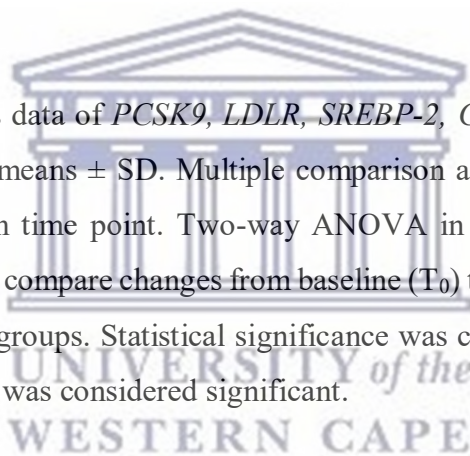 data of PCSK9, LDLR, SREBP-2,
means ± SD. Multiple comparison
time point. Two-way ANOVA in
compare changes from baseline (T₀)
groups. Statistical significance was
UNIVERSITY of the
was considered significant.
WESTERN CAPE